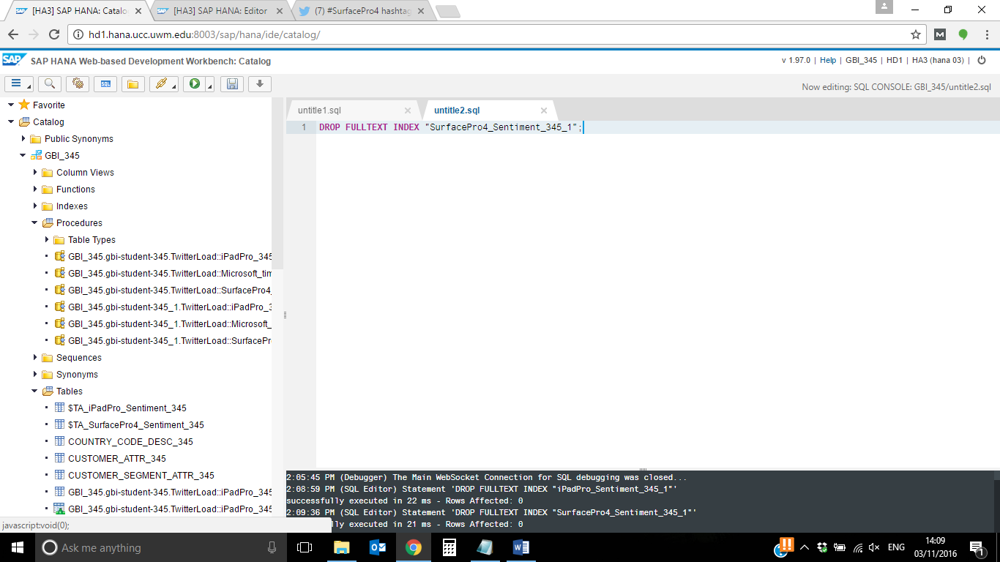 [HA3] SAP HANA: Catalo
[HA3] SAP HANA: Editor
(7) #SurfacePro4 hashtag
hd1.hana.ucc.uwm.edu:8003/sap/hana/ide/catalog/
SAP SAP HANA Web-based Development Workbench: Catalog
v 1.97.0 | Help | GBI_345 | HD1 | HA3 (hana 03) |
SQL
Now editing: SQL CONSOLE: GBI_345/untitle2.sql
Favorite
Catalog
Public Synonyms
GBI_345
Column Views
Functions
Indexes
Procedures
Table Types
GBI_345.gbi-student-345.TwitterLoad::iPadPro_345
GBI_345.gbi-student-345.TwitterLoad::Microsoft_tim
GBI_345.gbi-student-345.TwitterLoad::SurfacePro4_
GBI_345.gbi-student-345_1.TwitterLoad::iPadPro_3
GBI_345.gbi-student-345_1.TwitterLoad::Microsoft_
GBI_345.gbi-student-345_1.TwitterLoad::SurfacePr
Sequences
Synonyms
Tables
$TA_iPadPro_Sentiment_345
$TA_SurfacePro4_Sentiment_345
COUNTRY_CODE_DESC_345
CUSTOMER_ATTR_345
CUSTOMER_SEGMENT_ATTR_345
GBI_345.gbi-student-345.TwitterLoad::iPadPro_345
GBI_345.gbi-student-345.TwitterLoad::iPadPro_345
javascript:void(0);
untitle1.sql
untitle2.sql
1 DROP FULLTEXT INDEX "SurfacePro4_Sentiment_345_1";
2:05:45 PM (Debugger) The Main WebSocket Connection for SQL debugging was closed...
2:08:59 PM (SQL Editor) Statement 'DROP FULLTEXT INDEX "iPadPro_Sentiment_345_1"'
successfully executed in 22 ms - Rows Affected: 0
2:09:36 PM (SQL Editor) Statement 'DROP FULLTEXT INDEX "SurfacePro4_Sentiment_345_1"'
lly executed in 21 ms - Rows Affected: 0
Ask me anything
ENG
14:09
03/11/2016
1